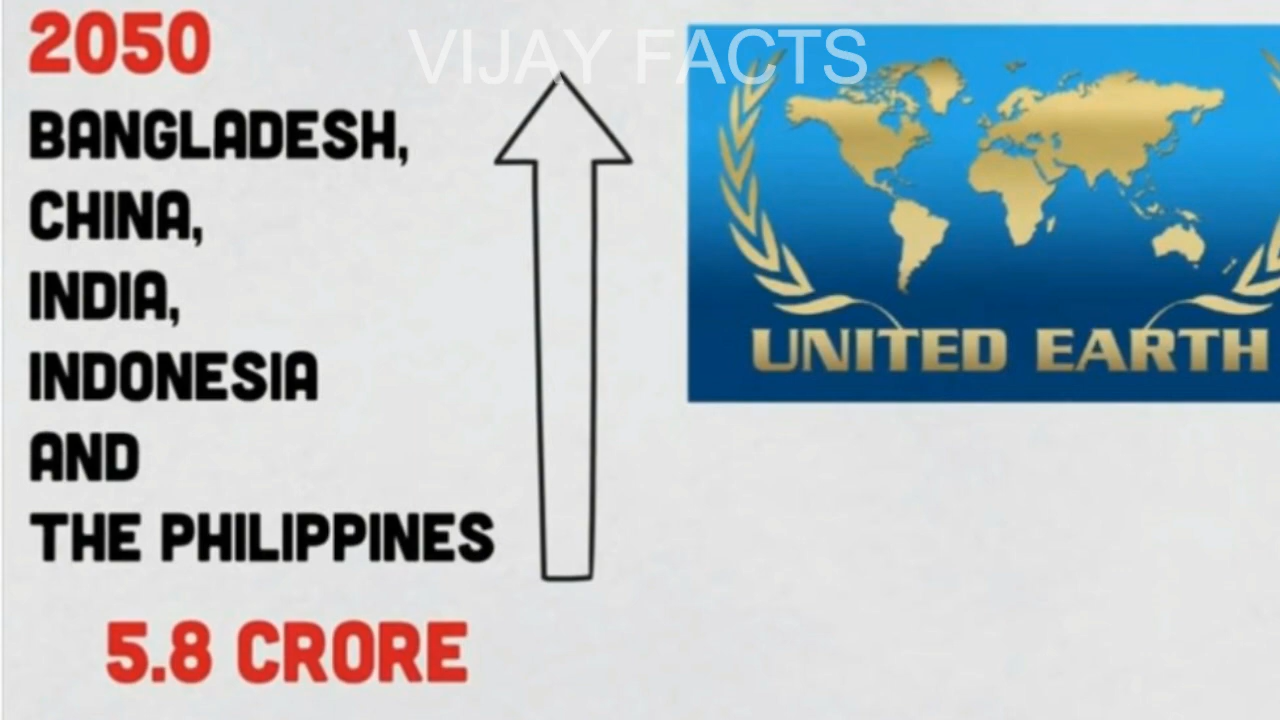 VIJAY FACTS
2050
BANGLADESH,
CHINA,
INDIA,
INDONESIA
AND
THE PHILIPPINES
5.8 CRORE
UNITED EARTH